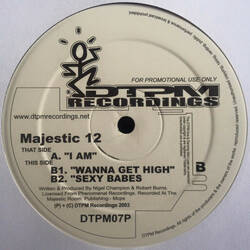 FOR PROMOTIONAL USE ONLY
DTPM
RECORDINGS
www.dtpmrecordings.net
dtpmrecordings.net
Majestic 12
THAT SIDE
A. "I AM"
THIS SIDE
B1. "WANNA GET HIGH"
B2. "SEXY BABES
B
Written & Produced By Nigel Champion & Robert Burns.
Licensed From Phenomenal Recordings. Recorded At The
Majestic Room. Publishing - Mcps
(P) + (C) DTPM Recordings 2003
DTPM07P